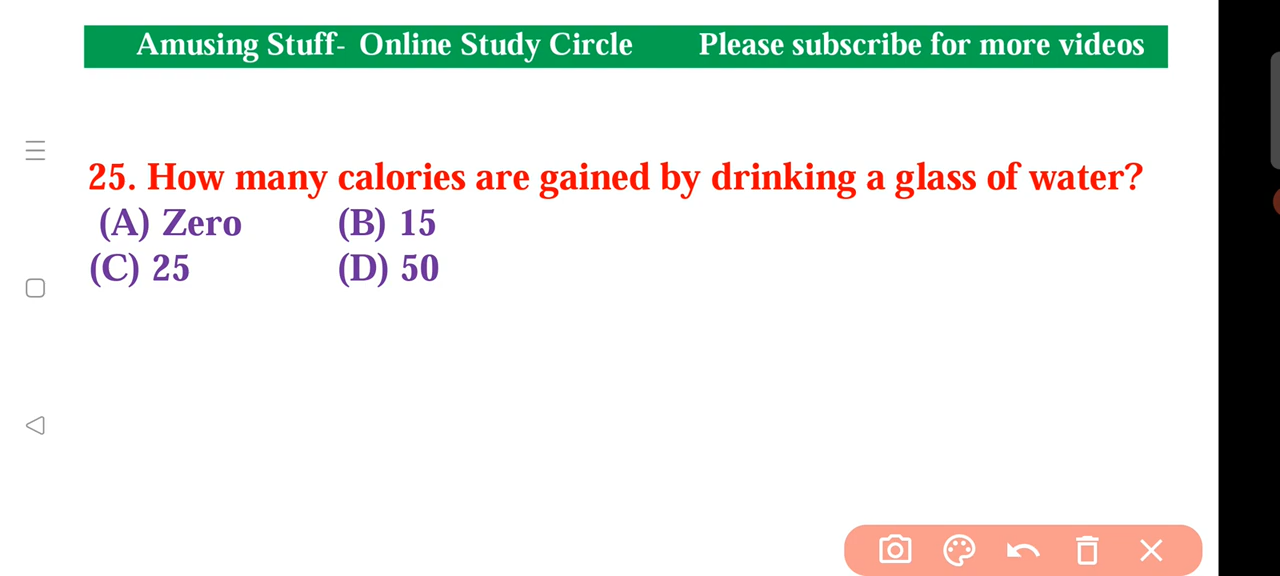 Amusing Stuff- Online Study Circle Please subscribe for more videos
25. How many calories are gained by drinking a glass of water?
(A) Zero (B) 15
(C) 25 (D) 50